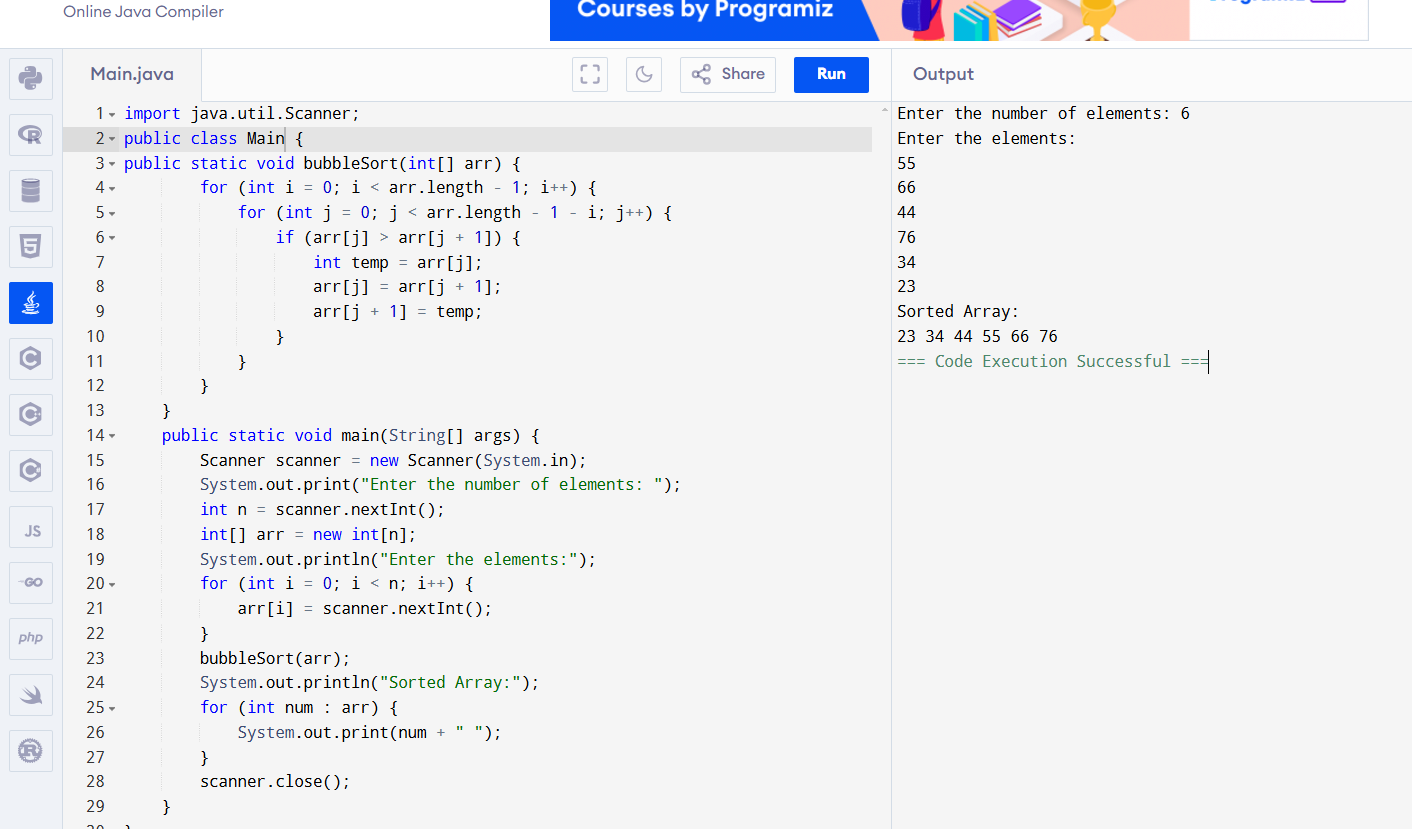 Online Java Compiler
Courses by Programiz
Main.java
Share
Run
Output
1 import java.util.Scanner;
2 public class Main {
3 public static void bubbleSort(int[] arr) {
4 for (int i = 0; i < arr.length - 1; i++) {
5 for (int j = 0; j < arr.length - 1 - i; j++) {
6 if (arr[j] > arr[j + 1]) {
7 int temp = arr[j];
8 arr[j] = arr[j + 1];
9 arr[j + 1] = temp;
10 }
11 }
12 }
13 }
14 public static void main(String[] args) {
15 Scanner scanner = new Scanner(System.in);
16 System.out.print("Enter the number of elements: ");
17 int n = scanner.nextInt();
18 int[] arr = new int[n];
19 System.out.println("Enter the elements:");
20 for (int i = 0; i < n; i++) {
21 arr[i] = scanner.nextInt();
22 }
23 bubbleSort(arr);
24 System.out.println("Sorted Array:");
25 for (int num : arr) {
26 System.out.print(num + " ");
27 }
28 scanner.close();
29 }
30 }
Enter the number of elements: 6
Enter the elements:
55
66
44
76
34
23
Sorted Array:
23 34 44 55 66 76
=== Code Execution Successful ===
R
5
C
C
C
JS
GO
php
R